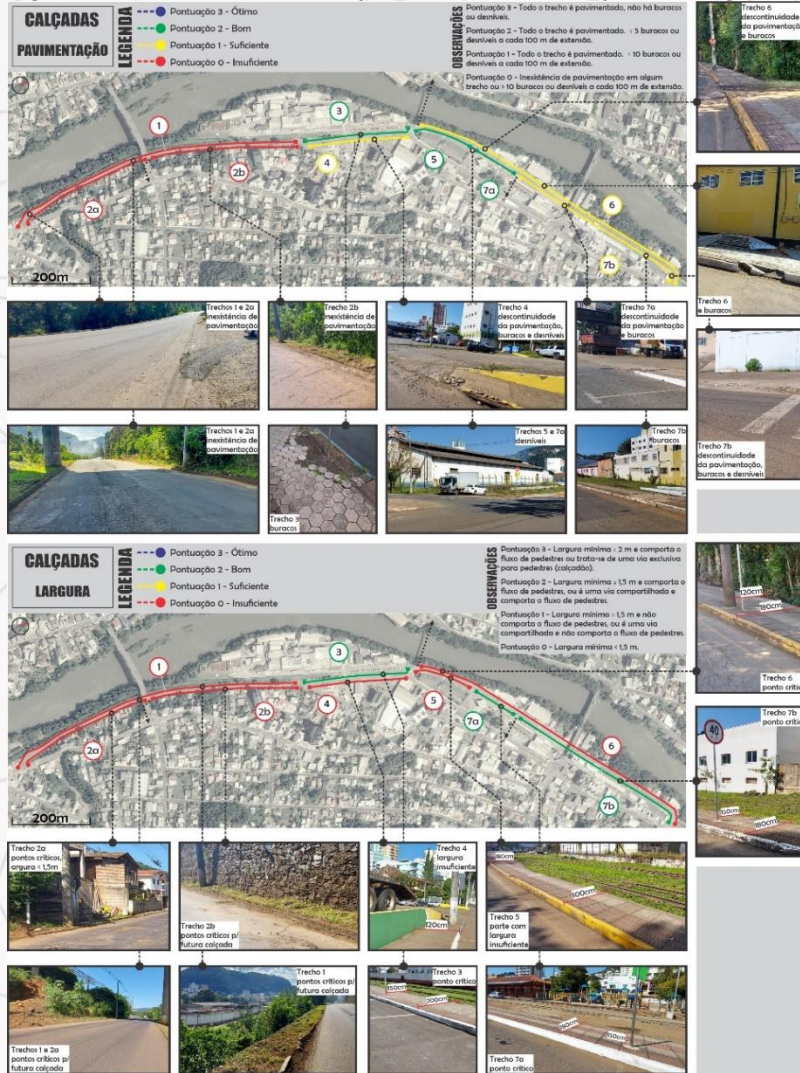 CALÇADAS
PAVIMENTAÇÃO
LEGENDA
Pontuação 3 - Ótimo
Pontuação 2 - Bom
Pontuação 1 - Suficiente
Pontuação 0 - Insuficiente
OBSERVAÇÕES
Pontuação 3 - Todo o trecho é pavimentado, não há buracos
ou desníveis.
Pontuação 2 - Todo o trecho é pavimentado. < 5 buracos ou
desníveis a cada 100 m de extensão.
Pontuação 1 - Todo o trecho é pavimentado. < 10 buracos ou
desníveis a cada 100 m de extensão.
Pontuação 0 - Inexistência de pavimentação em algum
trecho ou > 10 buracos ou desníveis a cada 100 m de extensão.
Trecho 6
descontinuidade
da pavimentação
e buracos
1
2a
2b
3
4
5
7a
6
7b
200m
Trecho 6
e buracos
Trechos 1 e 2a
inexistência de
pavimentação
Trecho 2b
inexistência de
pavimentação
Trecho 4
descontinuidade
da pavimentação,
buracos e desníveis
Trecho 7a
descontinuidade
da pavimentação
e buracos
Trechos 1 e 2a
inexistência de
pavimentação
Trecho 3
buracos
Trechos 5 e 7a
desníveis
Trecho 7b
buracos
Trecho 7b
descontinuidade
da pavimentação,
buracos e desníveis
CALÇADAS
LARGURA
LEGENDA
Pontuação 3 - Ótimo
Pontuação 2 - Bom
Pontuação 1 - Suficiente
Pontuação 0 - Insuficiente
OBSERVAÇÕES
Pontuação 3 - Largura mínima ≥ 2 m e comporta o
fluxo de pedestres ou trata-se de uma via exclusiva
para pedestres (calçadão).
Pontuação 2 - Largura mínima ≥ 1,5 m e comporta o
fluxo de pedestres, ou é uma via compartilhada e
comporta o fluxo de pedestres.
Pontuação 1 - Largura mínima ≥ 1,5 m e não
comporta o fluxo de pedestres, ou é uma via
compartilhada e não comporta o fluxo de pedestres.
Pontuação 0 - Largura mínima < 1,5 m.
120cm
180cm
Trecho 6
ponto crítico
1
2a
2b
3
4
5
7a
6
7b
200m
Trecho 7b
ponto crítico
40
150cm
180cm
Trecho 2a
pontos críticos,
argura < 1,5m
Trecho 2b
pontos críticos p/
futura calçada
Trecho 4
largura
insuficiente
120cm
Trecho 5
parte com
largura
insuficiente
Trechos 1 e 2a
pontos críticos p/
futura calçada
Trecho 1
pontos críticos p/
futura calçada
Trecho 3
ponto crítico
150cm
200cm
Trecho 7a
ponto crítico
150cm